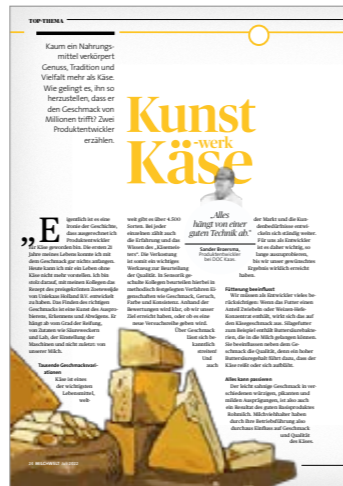 TOP-THEMA
Kaum ein Nahrungs-
mittel verkörpert
Genuss, Tradition und
Vielfalt mehr als Käse.
Wie gelingt es, ihn so
herzustellen, dass er
den Geschmack von
Millionen trifft? Zwei
Produktentwickler
erzählen.
Kunst
-werk
Käse
„Eigentlich ist es eine
Ironie der Geschichte,
dass ausgerechnet ich
Produktentwickler
für Käse geworden bin. Die ersten 21
Jahre meines Lebens konnte ich mit
dem Geschmack gar nichts anfangen.
Heute kann ich mir ein Leben ohne
Käse nicht mehr vorstellen. Ich bin
stolz darauf, mit meinen Kollegen das
Rezept des preisgekrönten
von Uniekaas Holland B.V. entwickelt
zu haben. Das Finden des richtigen
Geschmacks ist eine Kunst des Auspro-
bierens, Erkennens und Abwägens. Er
hängt ab vom Grad der Reifung,
von Zutaten wie Säurewecker
und Lab, der Einstellung der
Maschinen und nicht zuletzt: von
unserer Milch.
Tausende Geschmacksvari-
ationen
Käse ist eines
der wichtigsten
Lebensmittel,
welt-
weit gibt es über 4.500
Sorten. Bei jeder
einzelnen zählt auch
die Erfahrung und das
Wissen des „Käsemeis-
ters“. Die Verkostung
ist somit ein wichtiges
Werkzeug zur Beurteilung
der Qualität. In Sensorik ge-
schulte Kollegen beurteilen hierbei in
methodisch festgelegten Verfahren Ei-
genschaften wie Geschmack, Geruch,
Farbe und Konsistenz. Anhand der
Bewertungen wird klar, ob wir unser
Ziel erreicht haben, oder ob es eine
neue Versuchsreihe geben wird.
Über Geschmack
lässt sich be-
kanntlich
streiten!
Und
auch
„Alles
hängt von einer
guten Technik ab.“
Sander Boersma,
Produktentwickler
bei DOC Kaas.
der Markt und die Kun-
denbedürfnisse entwi-
ckeln sich ständig weiter.
Für uns als Entwickler
ist es daher wichtig, so
lange auszuprobieren,
bis wir unser gewünschtes
Ergebnis wirklich erreicht
haben.
Fütterung beeinflusst
Wir müssen als Entwickler vieles be-
rücksichtigen: Wenn das Futter einen
Anteil Zwiebeln oder Weizen-Hefe-
Konzentrat enthält, wirkt sich das auf
den Käsegeschmack aus. Silagefutter
zum Beispiel enthält Buttersäurebakte-
rien, die in die Milch gelangen können.
Sie beeinflussen neben dem Ge-
schmack die Qualität, denn ein hoher
Buttersäuregehalt führt dazu, dass der
Käse reißt oder sich aufbläht.
Alles kann passieren
Der leicht sahnige Geschmack in ver-
schiedenen würzigen, pikanten und
milden Ausprägungen, ist also auch
ein Resultat des guten Basisproduktes
Rohmilch. Milchviehhalter haben
durch ihre Betriebsführung also
durchaus Einfluss auf Geschmack
und Qualität
des Käses.